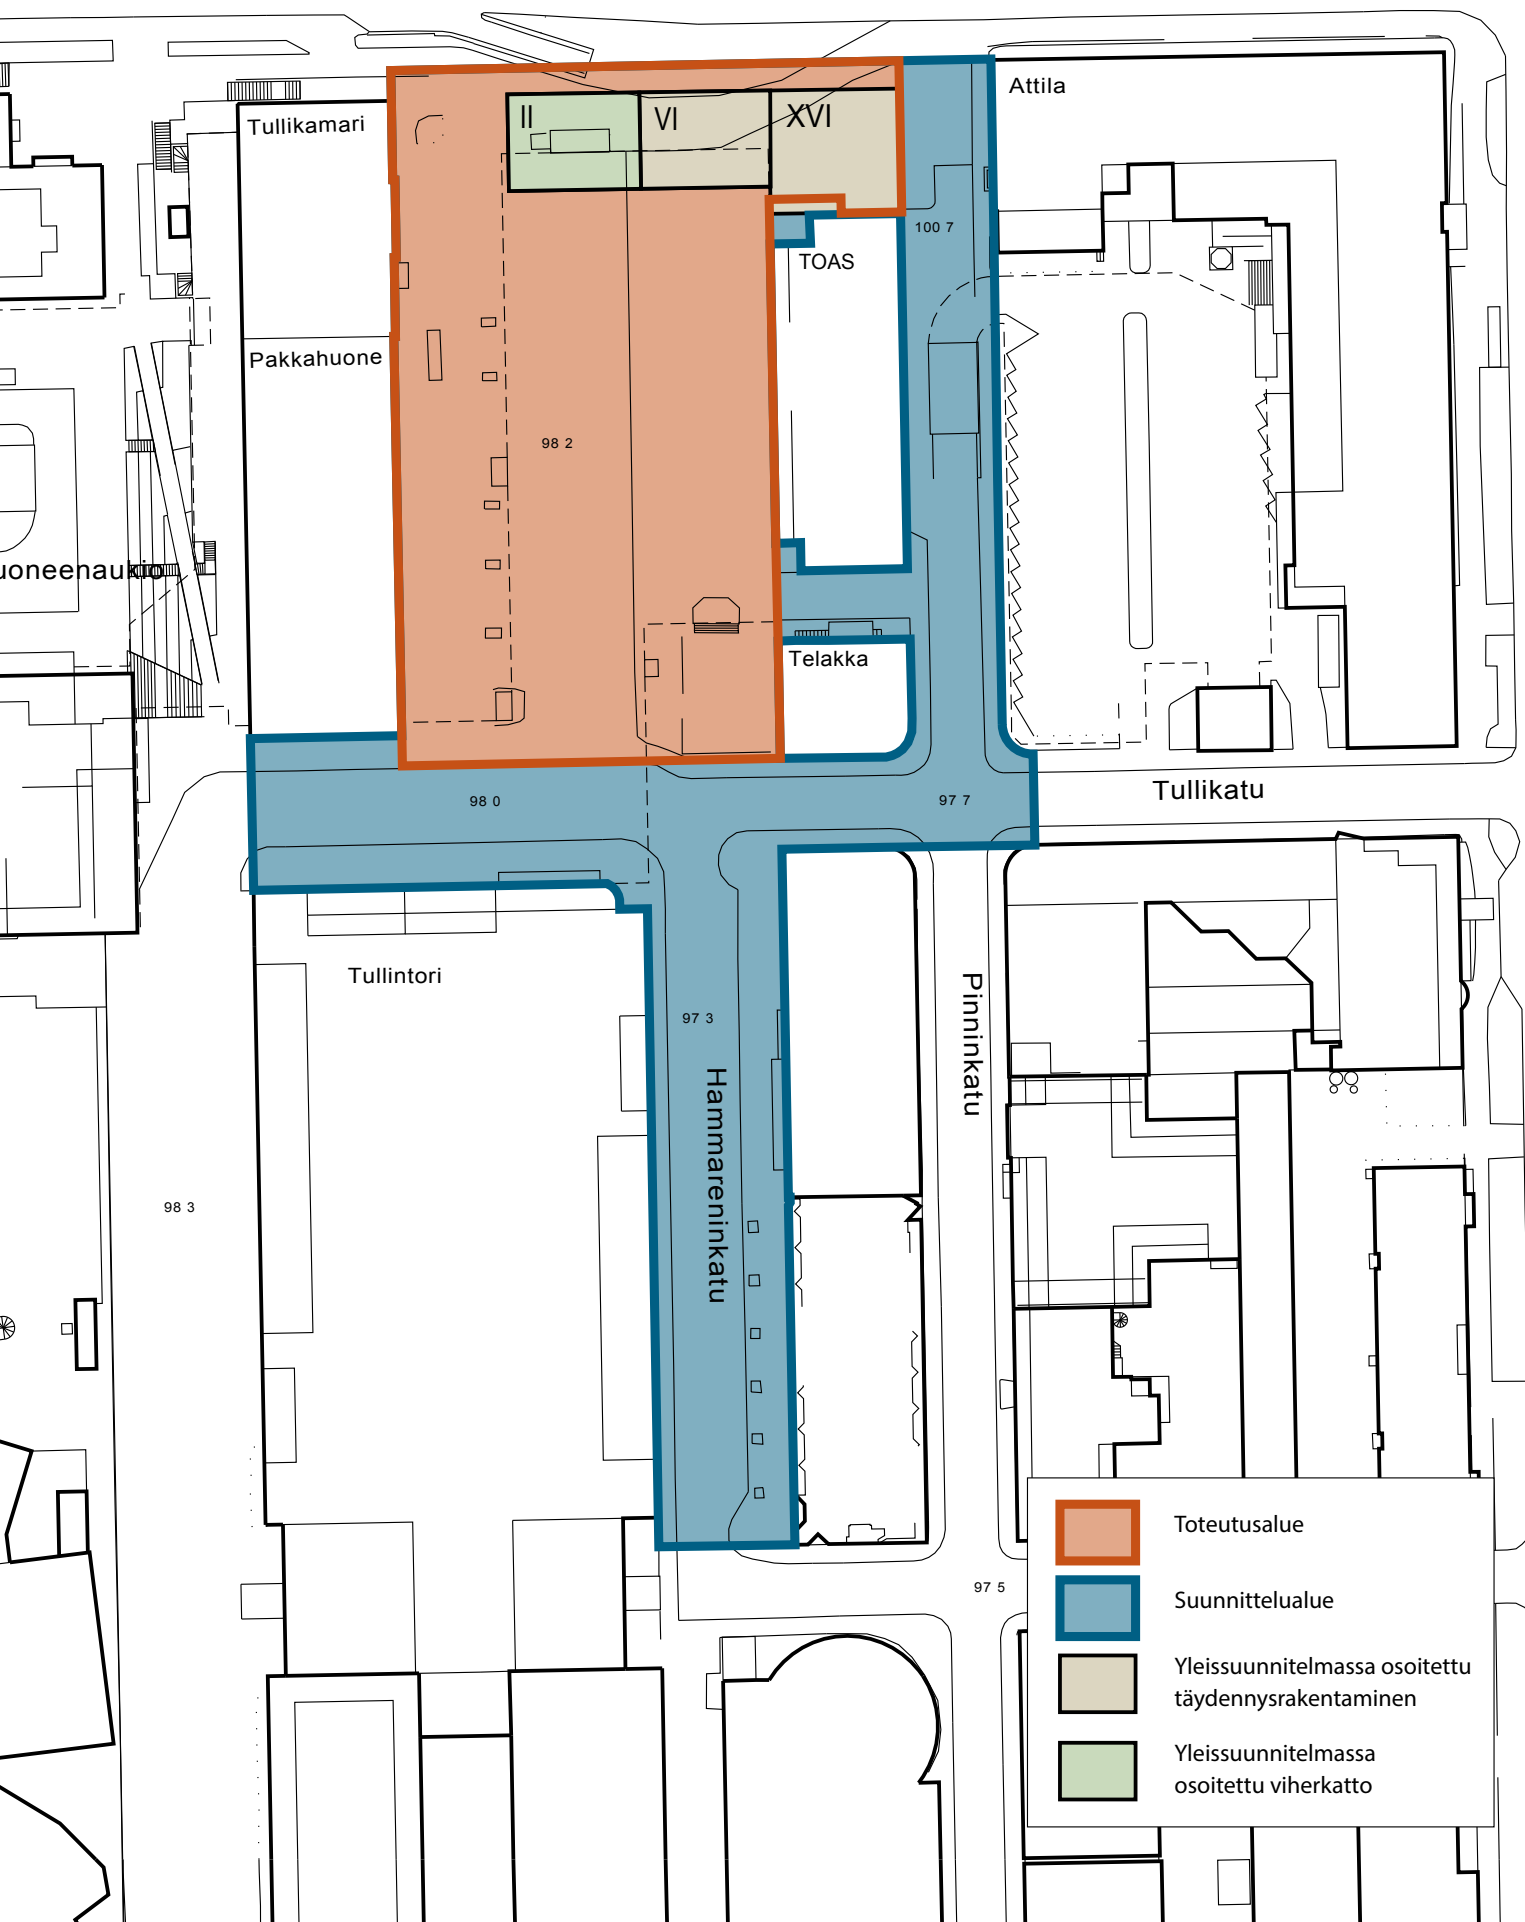 Attila
Tullikamari
II
VI
XVI
100 7
TOAS
Pakkahuone
98 2
uoneenaukio
Telakka
Tullikatu
98 0
97 7
Tullintori
Pinninkatu
97 3
Hammareninkatu
98 3
97 5
Toteutusalue
Suunnittelualue
Yleissuunnitelmassa osoitettu
täydennysrakentaminen
Yleissuunnitelmassa
osoitettu viherkatto